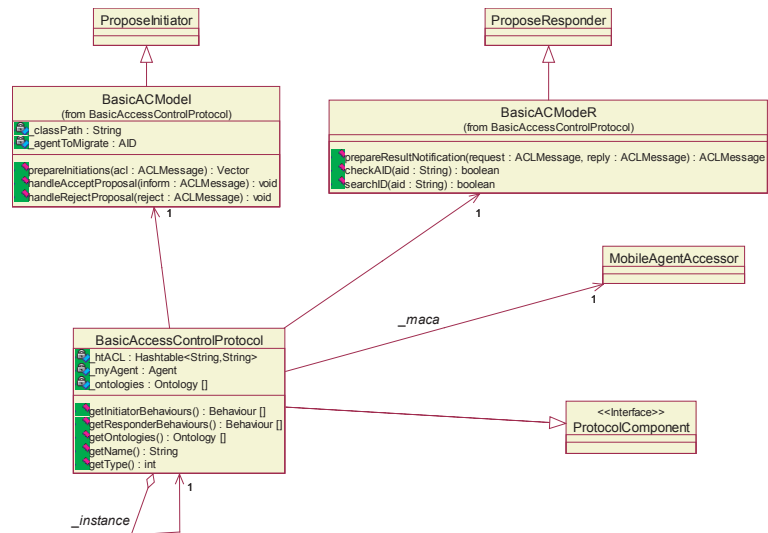 ProposeInitiator
ProposeResponder
BasicACModeI
(from BasicAccessControlProtocol)
_classPath : String
_agentToMigrate : AID
prepareInitiations(acl : ACLMessage) : Vector
handleAcceptProposal(inform : ACLMessage) : void
handleRejectProposal(reject : ACLMessage) : void
BasicACModeR
(from BasicAccessControlProtocol)
prepareResultNotification(request : ACLMessage, reply : ACLMessage) : ACLMessage
checkAID(aid : String) : boolean
searchID(aid : String) : boolean
1
1
MobileAgentAccessor
1
_maca
BasicAccessControlProtocol
_htACL : Hashtable<String,String>
_myAgent : Agent
_ontologies : Ontology []
getInitiatorBehaviours() : Behaviour []
getResponderBehaviours() : Behaviour []
getOntologies() : Ontology []
getName() : String
getType() : int
<<Interface>>
ProtocolComponent
1
_instance